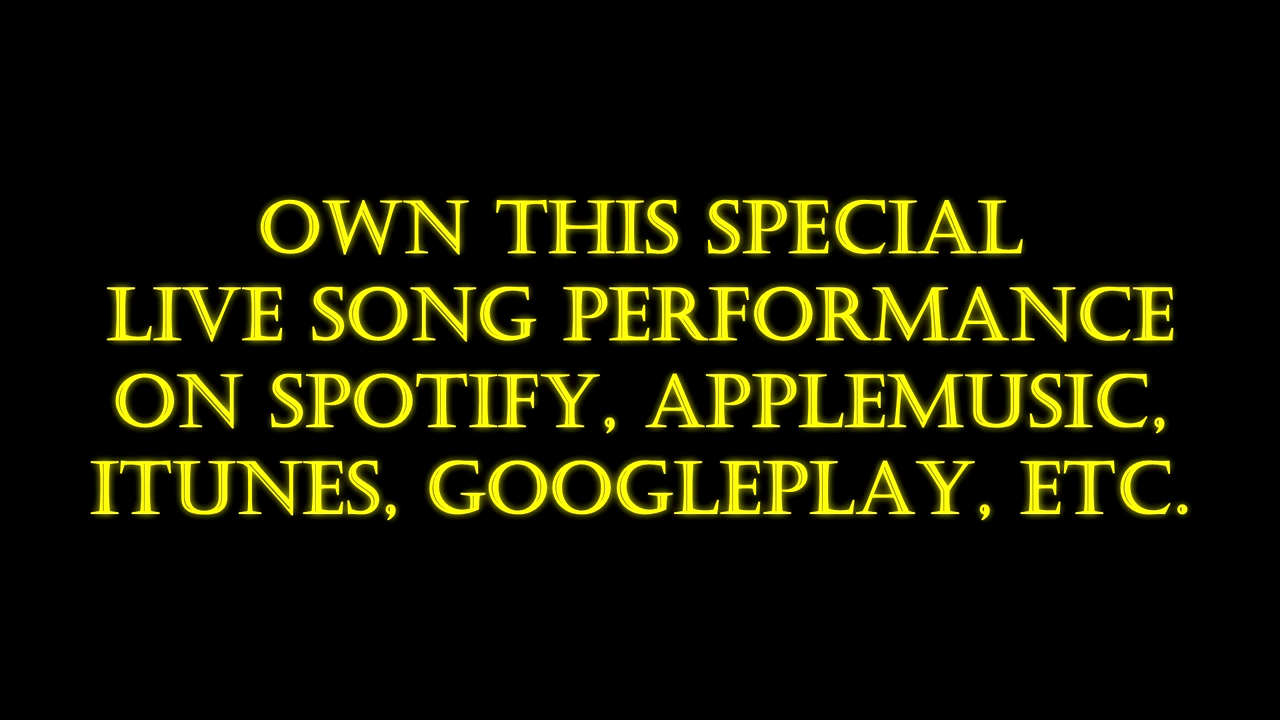 OWN THIS SPECIAL
LIVE SONG PERFORMANCE
ON SPOTIFY, APPLEMUSIC,
ITUNES, GOOGLEPLAY, ETC.